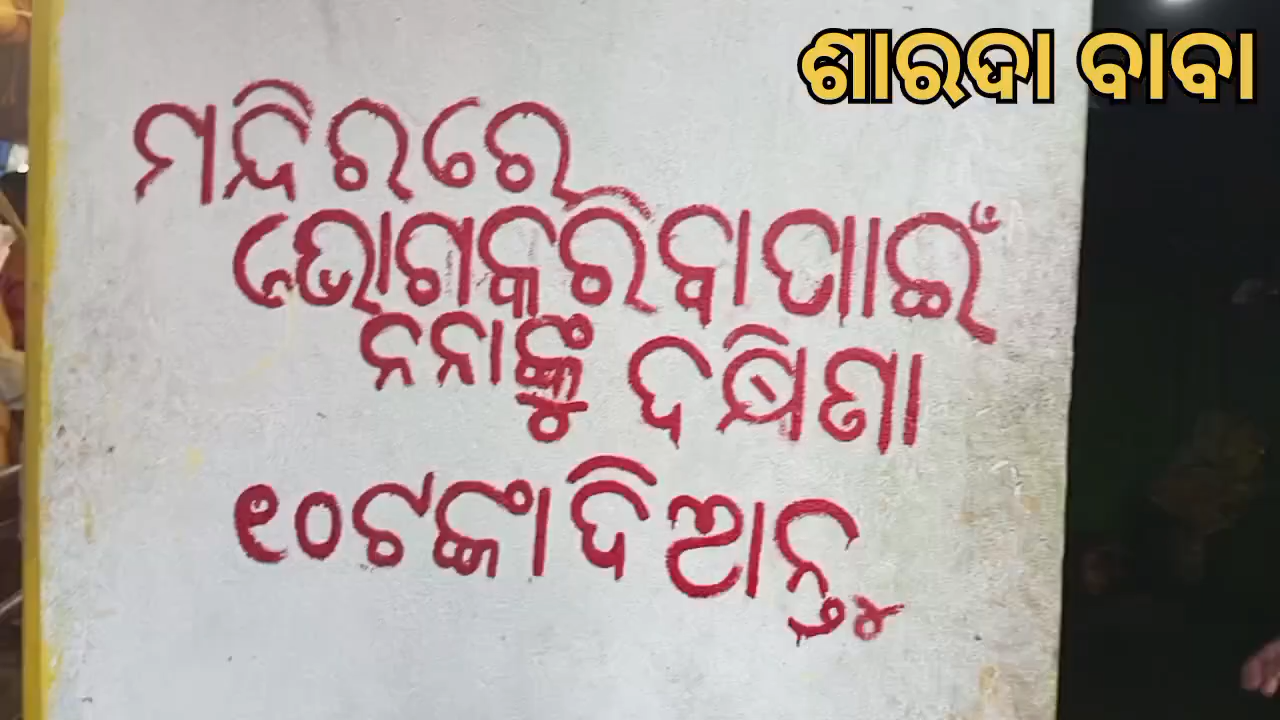 ଶାରଦା ବାବା
ମନ୍ଦିରରେ
ଭୋଗକରିବାପାଇଁ
ନନାଙ୍କୁ ଦକ୍ଷିଣା
୧୦ଟଙ୍କା ଦିଅନ୍ତୁ